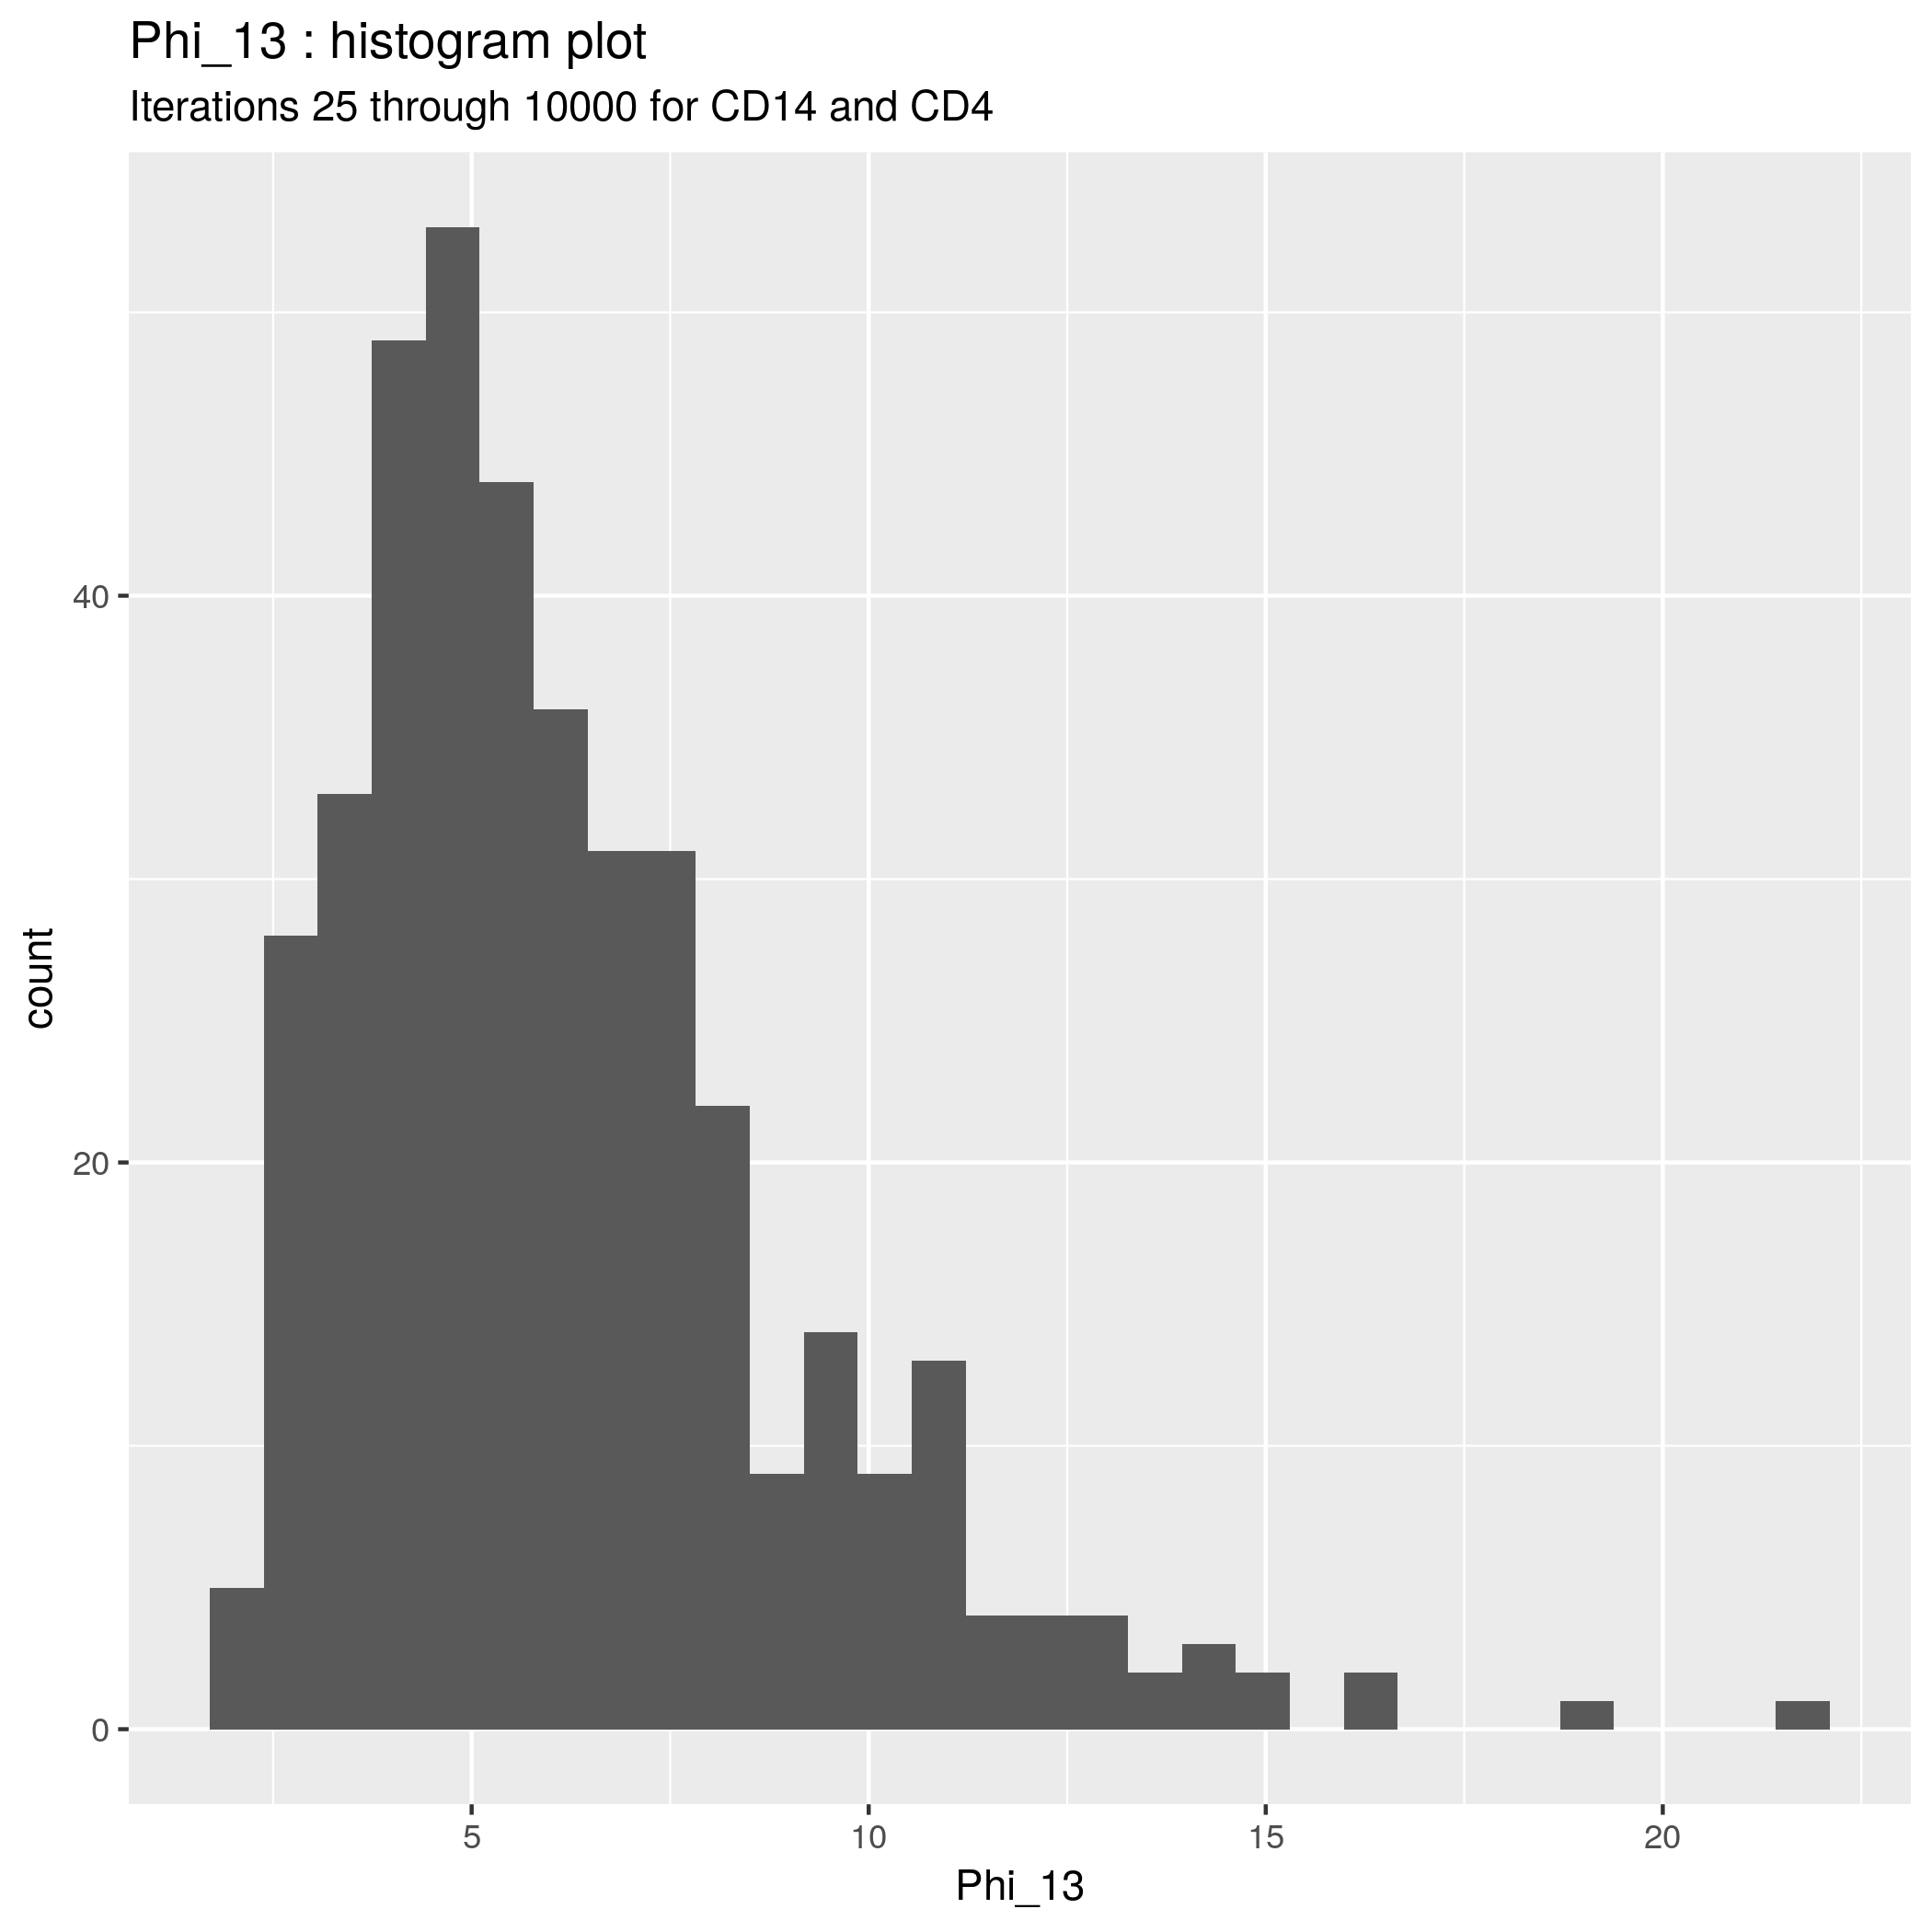 Phi_13 : histogram plot
Iterations 25 through 10000 for CD14 and CD4
count
40
20
0
5 10 15 20
Phi_13